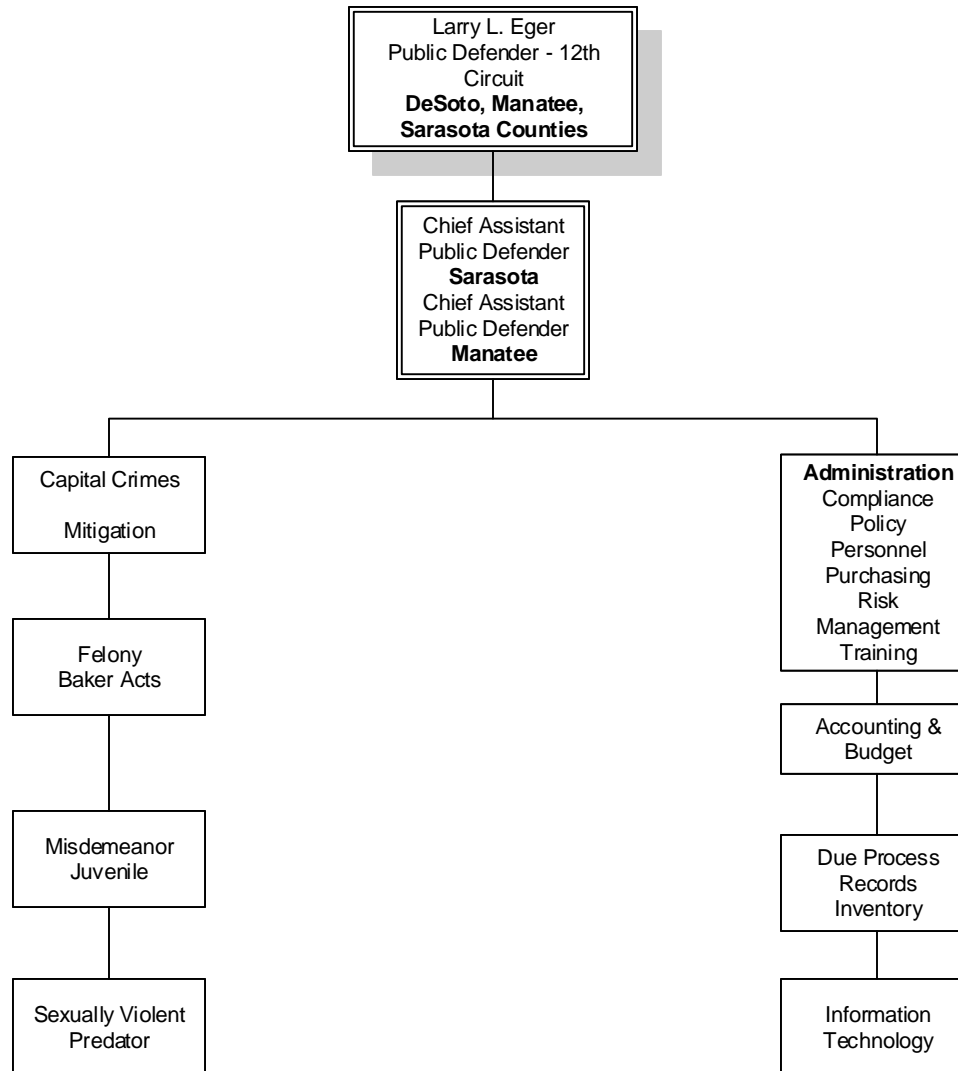 Larry L. Eger
Public Defender - 12th
Circuit
DeSoto, Manatee,
Sarasota Counties
Chief Assistant
Public Defender
Sarasota
Chief Assistant
Public Defender
Manatee
Capital Crimes
Mitigation
Felony
Baker Acts
Misdemeanor
Juvenile
Sexually Violent
Predator
Administration
Compliance
Policy
Personnel
Purchasing
Risk
Management
Training
Accounting &
Budget
Due Process
Records
Inventory
Information
Technology